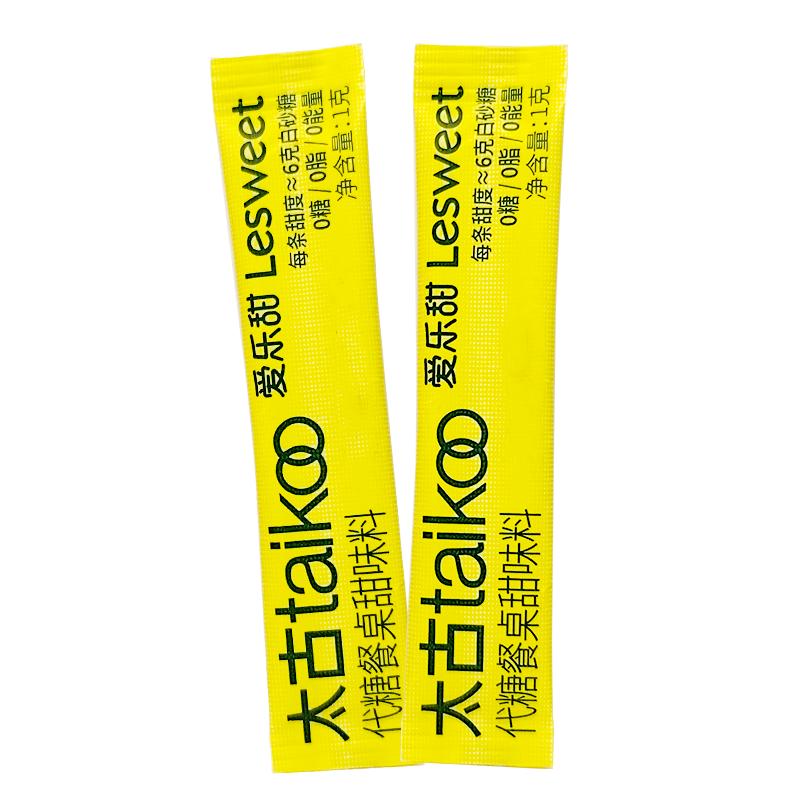 太古taikoo 爱乐甜 Lesweet
每条甜度≈6克白砂糖
0糖 / 0脂 / 0能量
净含量:1克
代糖餐桌甜味料
太古taikoo 爱乐甜 Lesweet
每条甜度≈6克白砂糖
0糖 / 0脂 / 0能量
净含量:1克
代糖餐桌甜味料